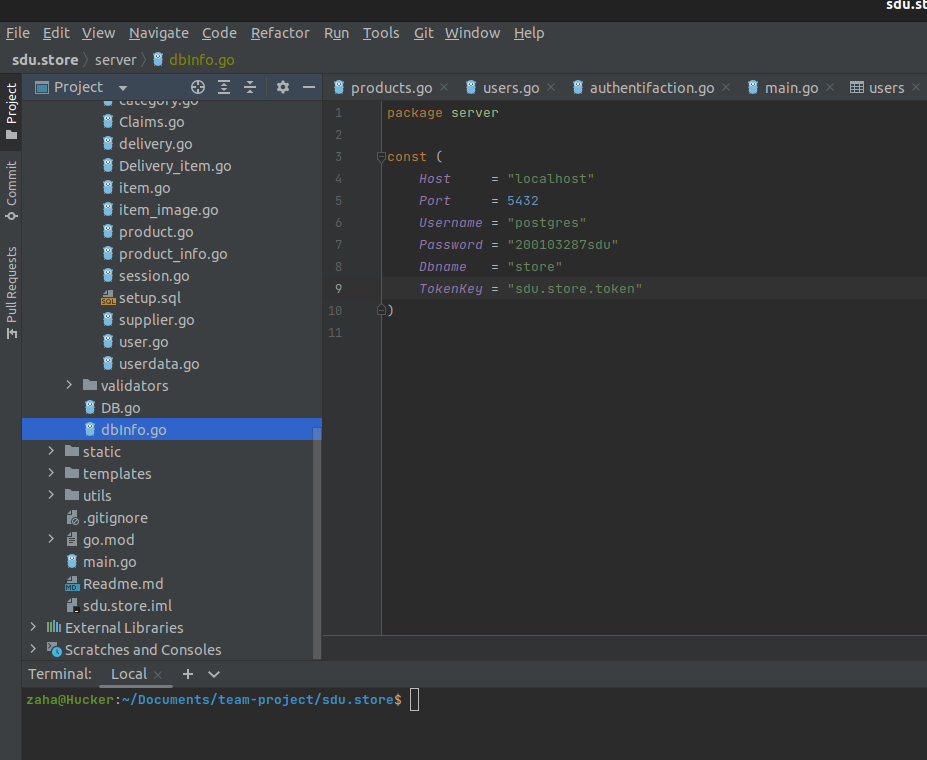 sdu.st
File Edit View Navigate Code Refactor Run Tools Git Window Help
sdu.store server dbInfo.go
Project
products.go users.go authentifaction.go main.go users
Project
Commit
Pull Requests
category.go
Claims.go
delivery.go
Delivery_item.go
item.go
item_image.go
product.go
product_info.go
session.go
setup.sql
supplier.go
user.go
userdata.go
validators
DB.go
dbInfo.go
static
templates
utils
.gitignore
go.mod
main.go
Readme.md
sdu.store.iml
External Libraries
Scratches and Consoles
1 package server
2
3 const (
4 Host = "localhost"
5 Port = 5432
6 Username = "postgres"
7 Password = "200103287sdu"
8 Dbname = "store"
9 TokenKey = "sdu.store.token"
10 )
11
Terminal: Local
zaha@Hucker:~/Documents/team-project/sdu.store$